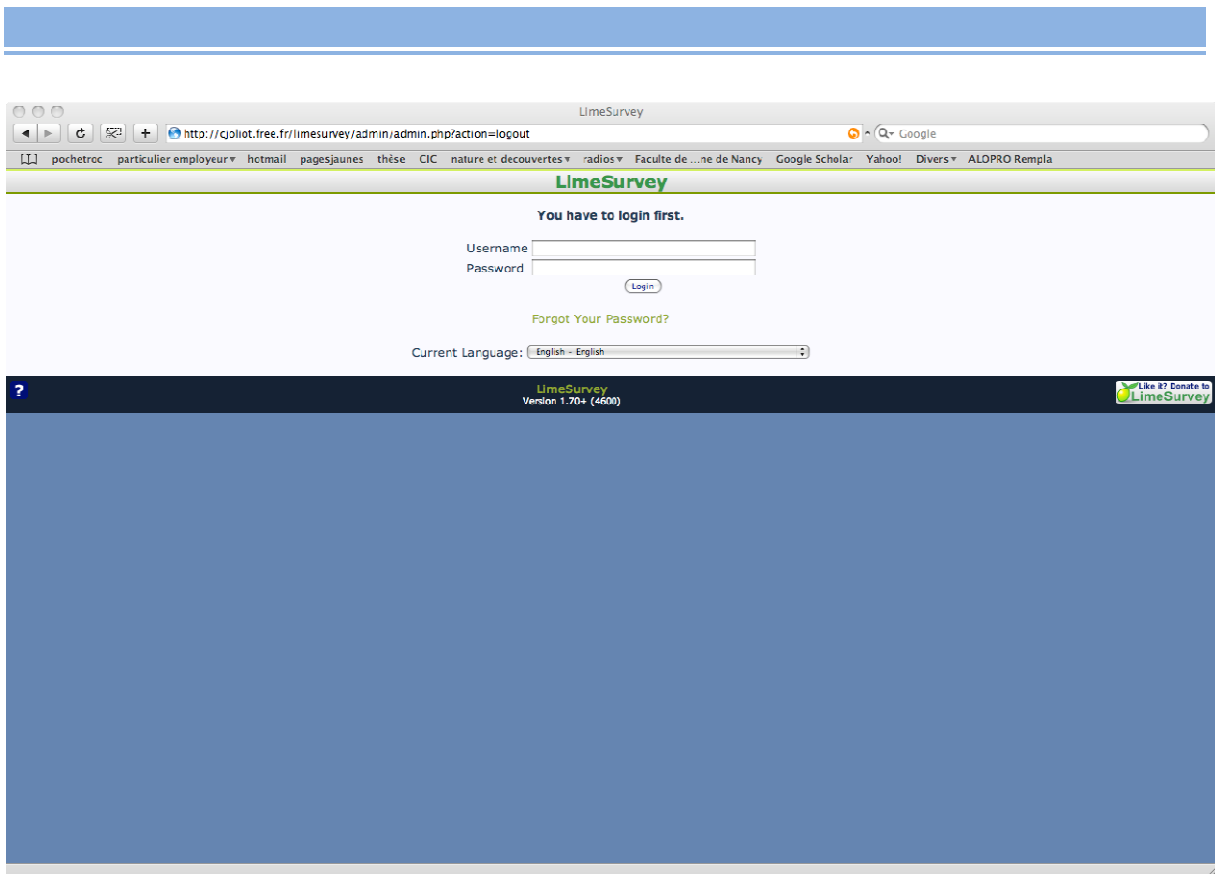 LimeSurvey
http://cjoliot.free.fr/limesurvey/admin/admin.php?action=logout Google
pochetroc particulier employeur hotmail pagesjaunes thèse CIC nature et decouvertes radios Faculte de ...ne de Nancy Google Scholar Yahoo! Divers ALOPRO Rempla
LimeSurvey
You have to login first.
Username
Password
Login
Forgot Your Password?
Current Language: English - English
? LimeSurvey Like it? Donate to
Version 1.70+ (4600) LimeSurvey